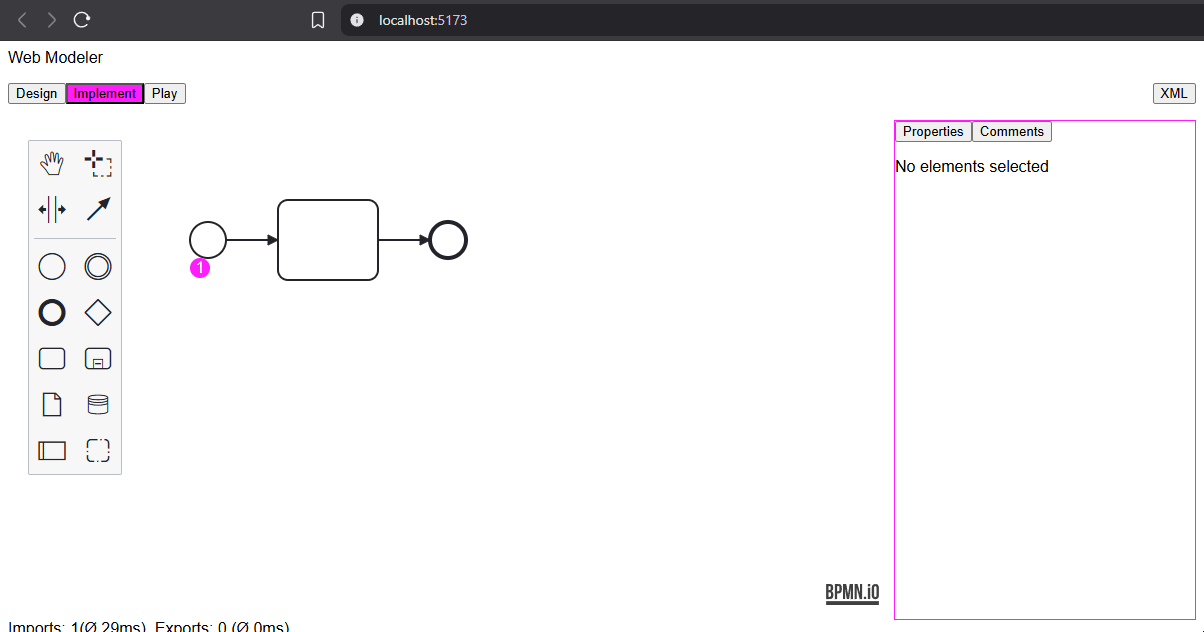 localhost:5173
Web Modeler
Design Implement Play XML
Properties Comments
No elements selected
1
BPMN.iO
Imports: 1(Ø 29ms), Exports: 0 (Ø 0ms)